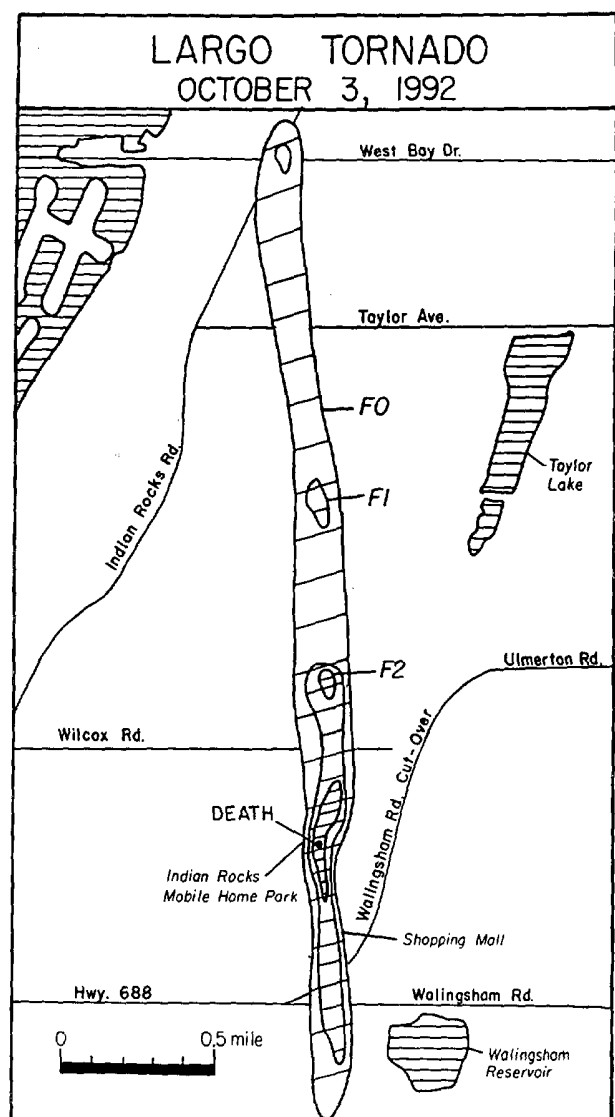 LARGO TORNADO
OCTOBER 3, 1992
West Bay Dr.
Taylor Ave.
F0
Taylor
Lake
Indian Rocks Rd.
F1
Ulmerton Rd.
F2
Wilcox Rd.
Walingsham Rd. Cut-Over
DEATH
Indian Rocks
Mobile Home Park
Shopping Mall
Hwy. 688
Walingsham Rd.
0 0.5 mile
Walingsham
Reservoir